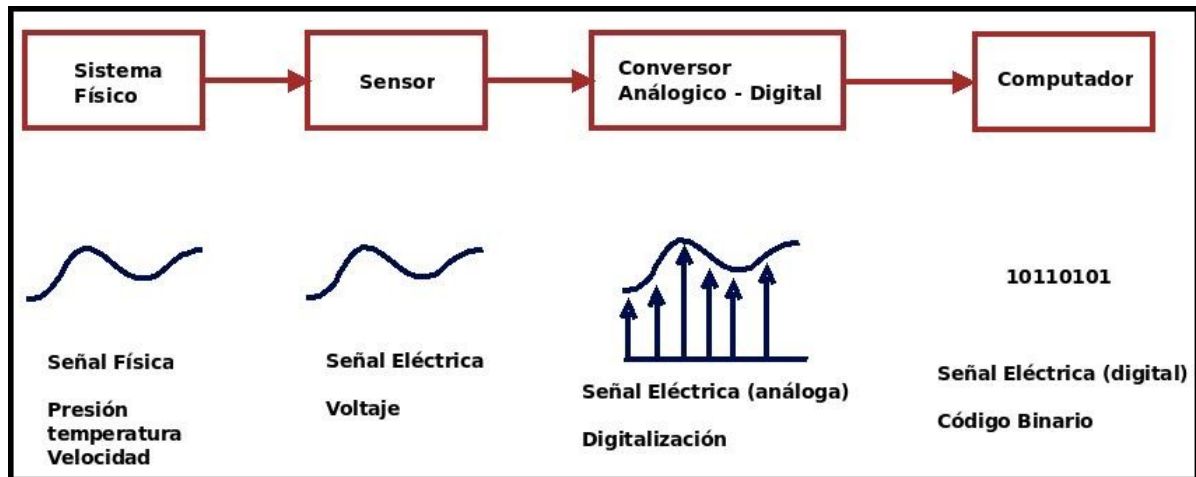 Sistema
Físico
Sensor
Conversor
Análogico - Digital
Computador
10110101
Señal Física
Presión
temperatura
Velocidad
Señal Eléctrica
Voltaje
Señal Eléctrica (análoga)
Digitalización
Señal Eléctrica (digital)
Código Binario